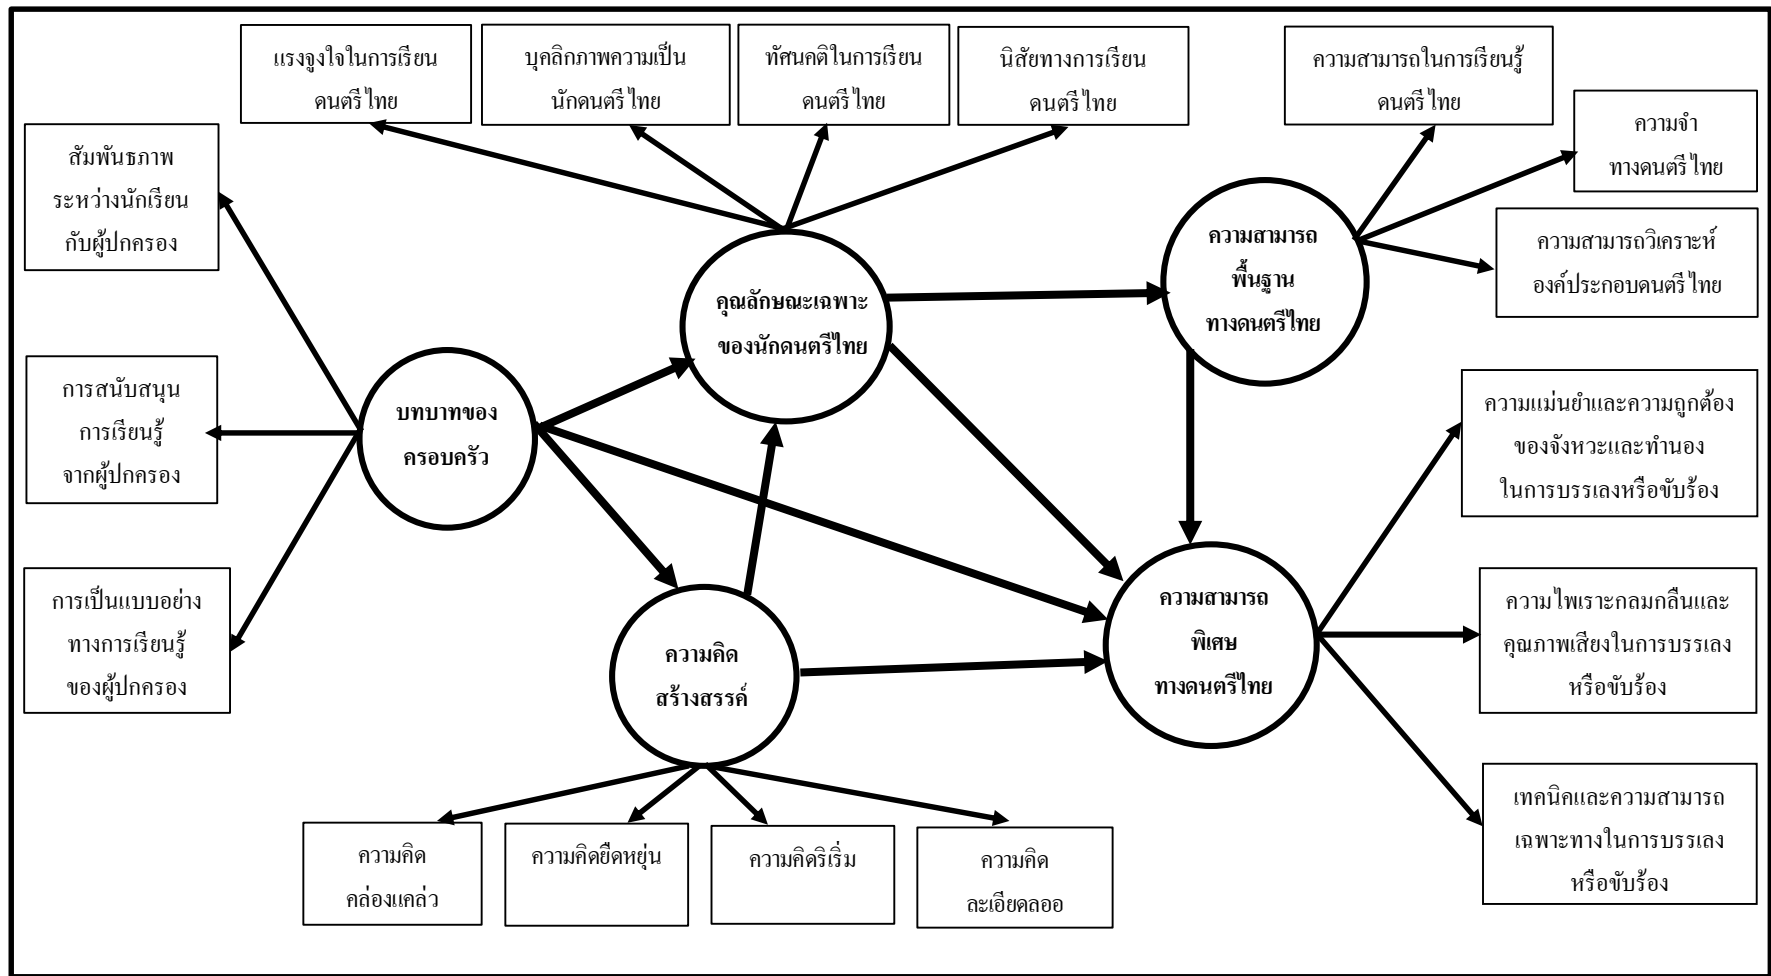 แรงจูงใจในการเรียน
ดนตรีไทย
บุคลิกภาพความเป็น
นักดนตรีไทย
ทัศนคติในการเรียน
ดนตรีไทย
นิสัยทางการเรียน
ดนตรีไทย
ความสามารถในการเรียนรู้
ดนตรีไทย
ความจำ
ทางดนตรีไทย
ความสามารถวิเคราะห์
องค์ประกอบดนตรีไทย
สัมพันธภาพ
ระหว่างนักเรียน
กับผู้ปกครอง
การสนับสนุน
การเรียนรู้
จากผู้ปกครอง
การเป็นแบบอย่าง
ทางการเรียนรู้
ของผู้ปกครอง
บทบาทของ
ครอบครัว
คุณลักษณะเฉพาะ
ของนักดนตรีไทย
ความสามารถ
พื้นฐาน
ทางดนตรีไทย
ความคิด
สร้างสรรค์
ความสามารถ
พิเศษ
ทางดนตรีไทย
ความแม่นยำและความถูกต้อง
ของจังหวะและทำนอง
ในการบรรเลงหรือขับร้อง
ความไพเราะกลมกลืนและ
คุณภาพเสียงในการบรรเลง
หรือขับร้อง
เทคนิคและความสามารถ
เฉพาะทางในการบรรเลง
หรือขับร้อง
ความคิด
คล่องแคล่ว
ความคิดยืดหยุ่น
ความคิดริเริ่ม
ความคิด
ละเอียดลออ